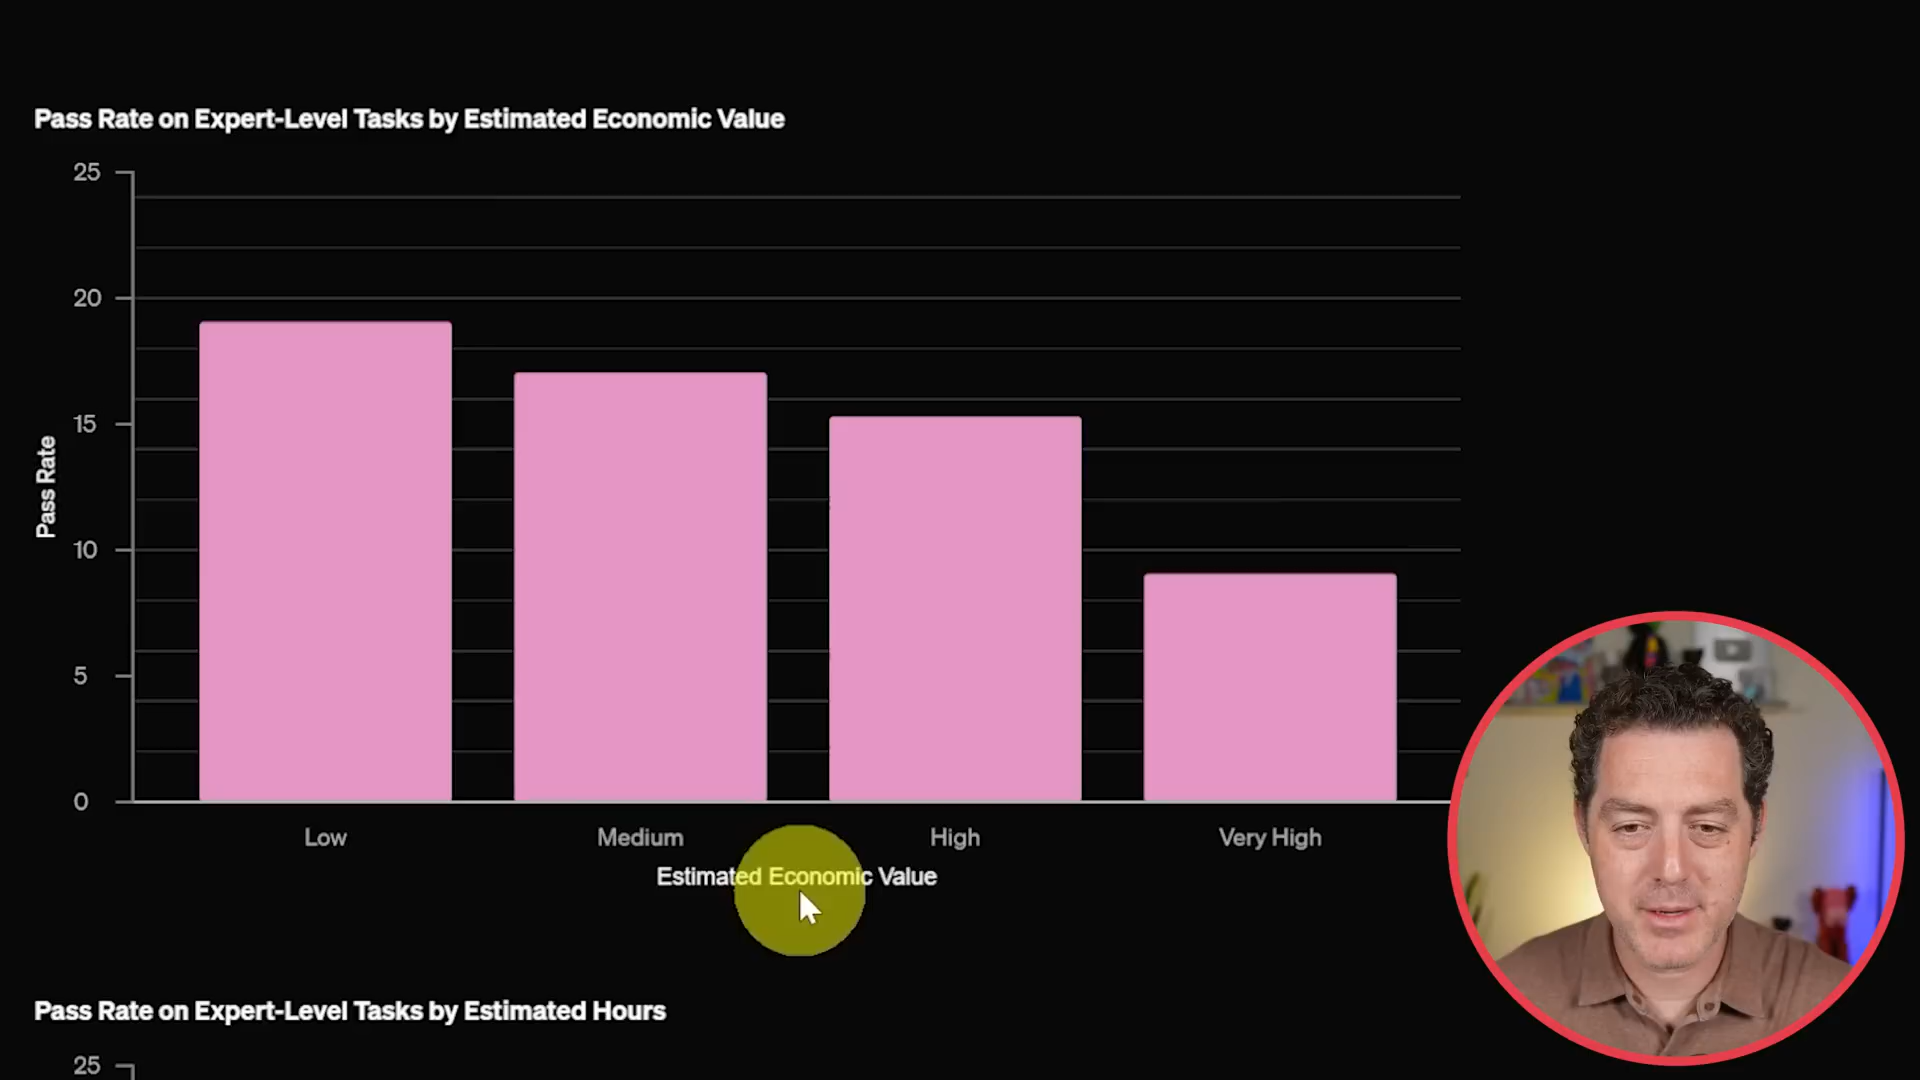 Pass Rate on Expert-Level Tasks by Estimated Economic Value
25
20
15
10
5
0
Pass Rate
Low Medium High Very High
Estimated Economic Value
Pass Rate on Expert-Level Tasks by Estimated Hours
25